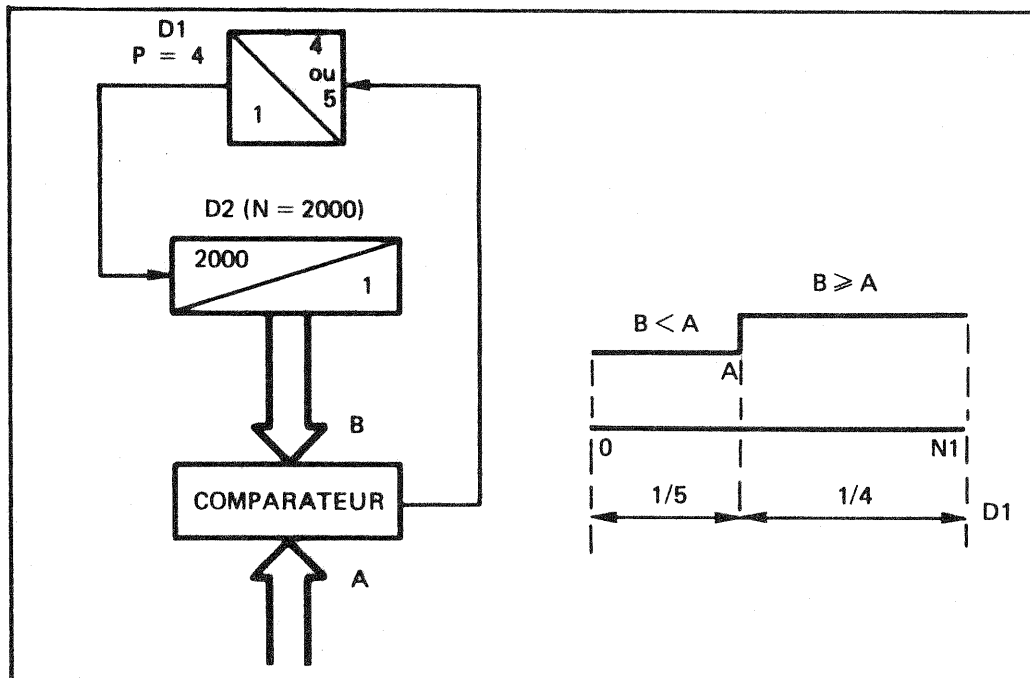 D1
P = 4
4
ou
5
1
D2 (N = 2000)
2000
1
B
COMPARATEUR
A
B ⩾ A
B < A
A
0
N1
1/5
1/4
D1